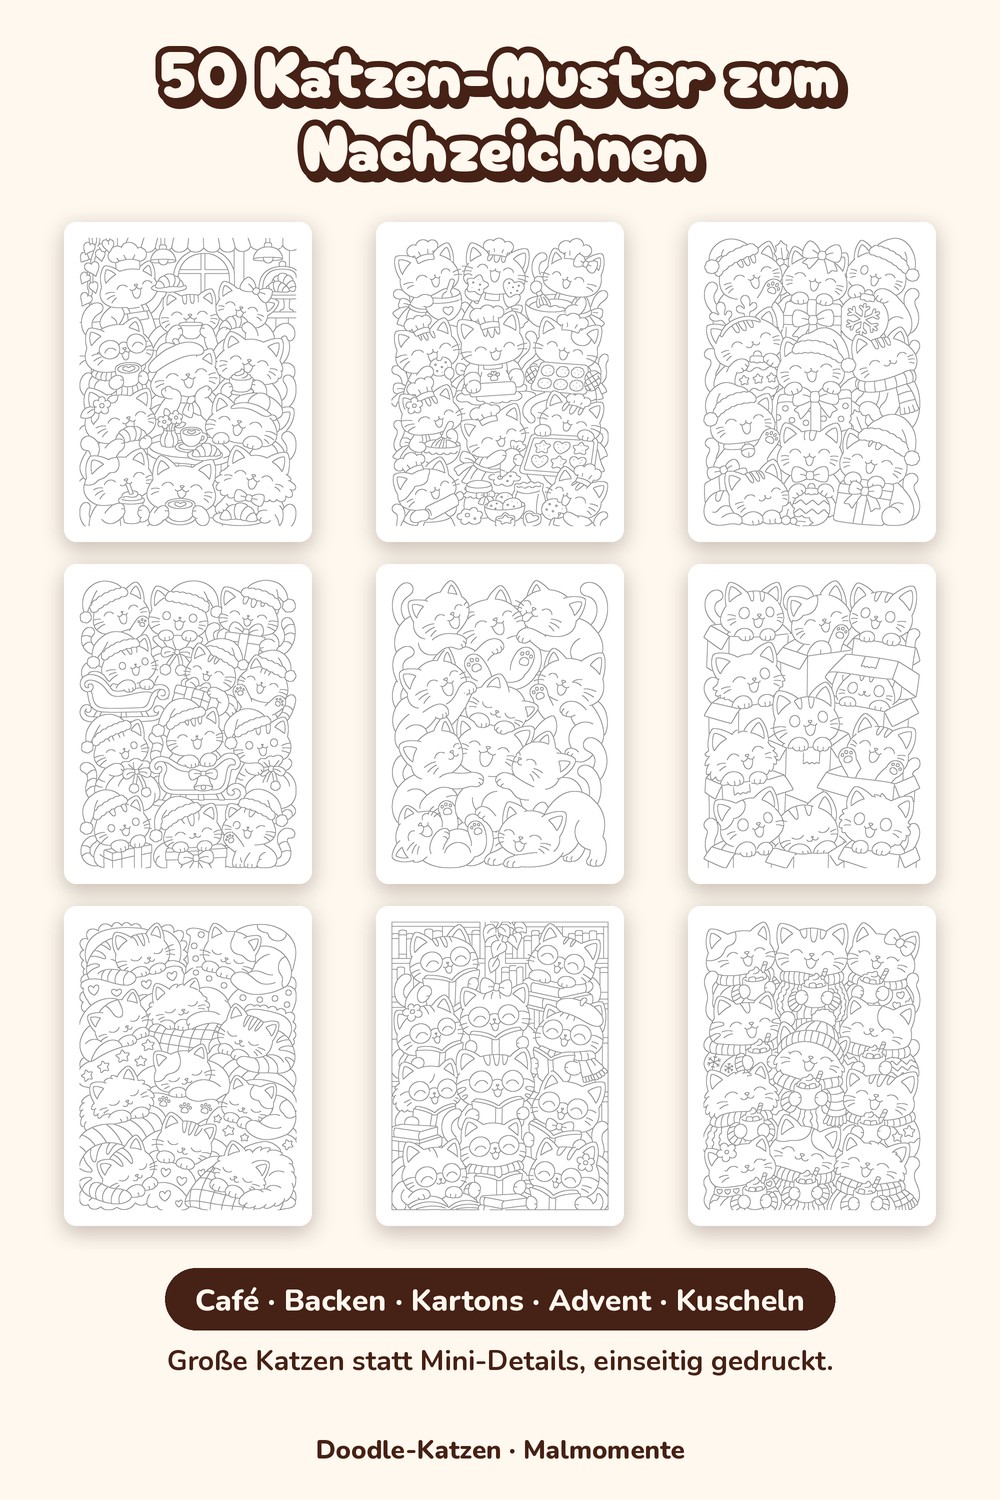 50 Katzen-Muster zum
Nachzeichnen
Café · Backen · Kartons · Advent · Kuscheln
Große Katzen statt Mini-Details, einseitig gedruckt.
Doodle-Katzen · Malmomente